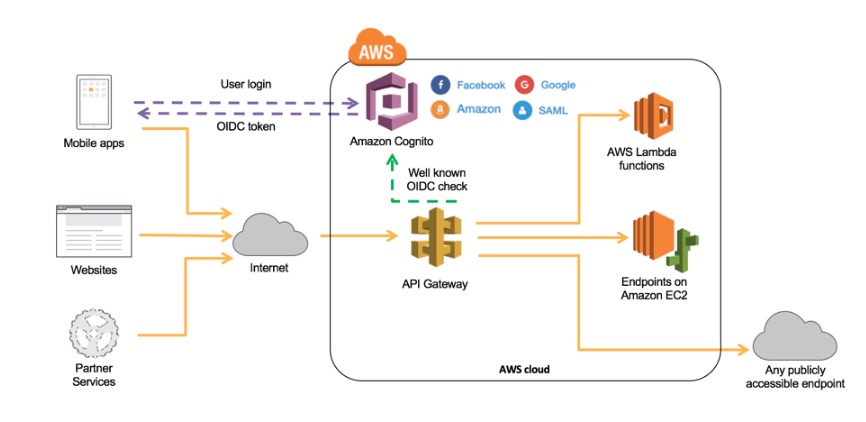 AWS
User login
Facebook
Google
Amazon
SAML
OIDC token
Mobile apps
Amazon Cognito
AWS Lambda
functions
Well known
OIDC check
Websites
Internet
API Gateway
Endpoints on
Amazon EC2
Partner
Services
AWS cloud
Any publicly
accessible endpoint